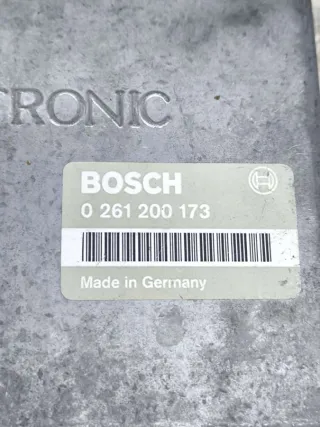 TRONIC
BOSCH
0 261 200 173
Made in Germany